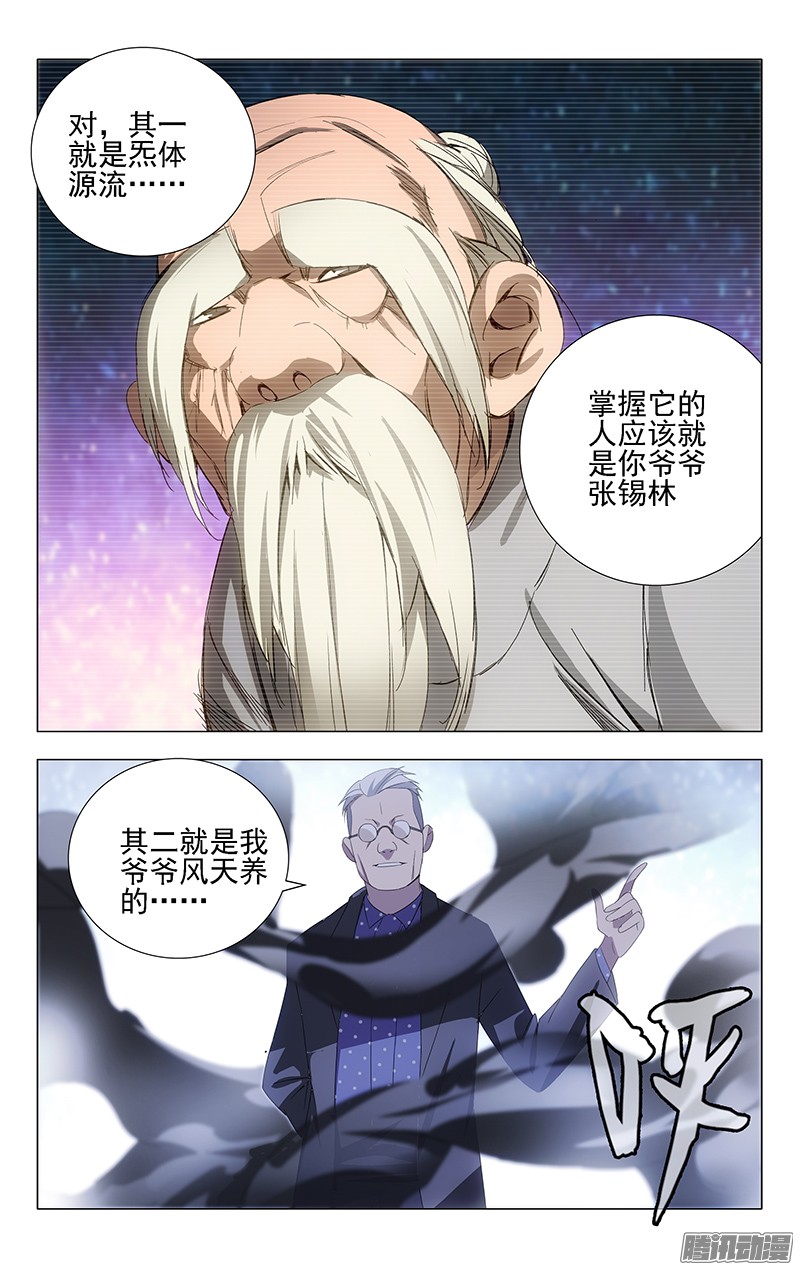 对，其一
就是炁体
源流……
掌握它的
人应该就
是你爷爷
张锡林
其二就是我
爷爷风天养
的……
呼
腾讯动漫